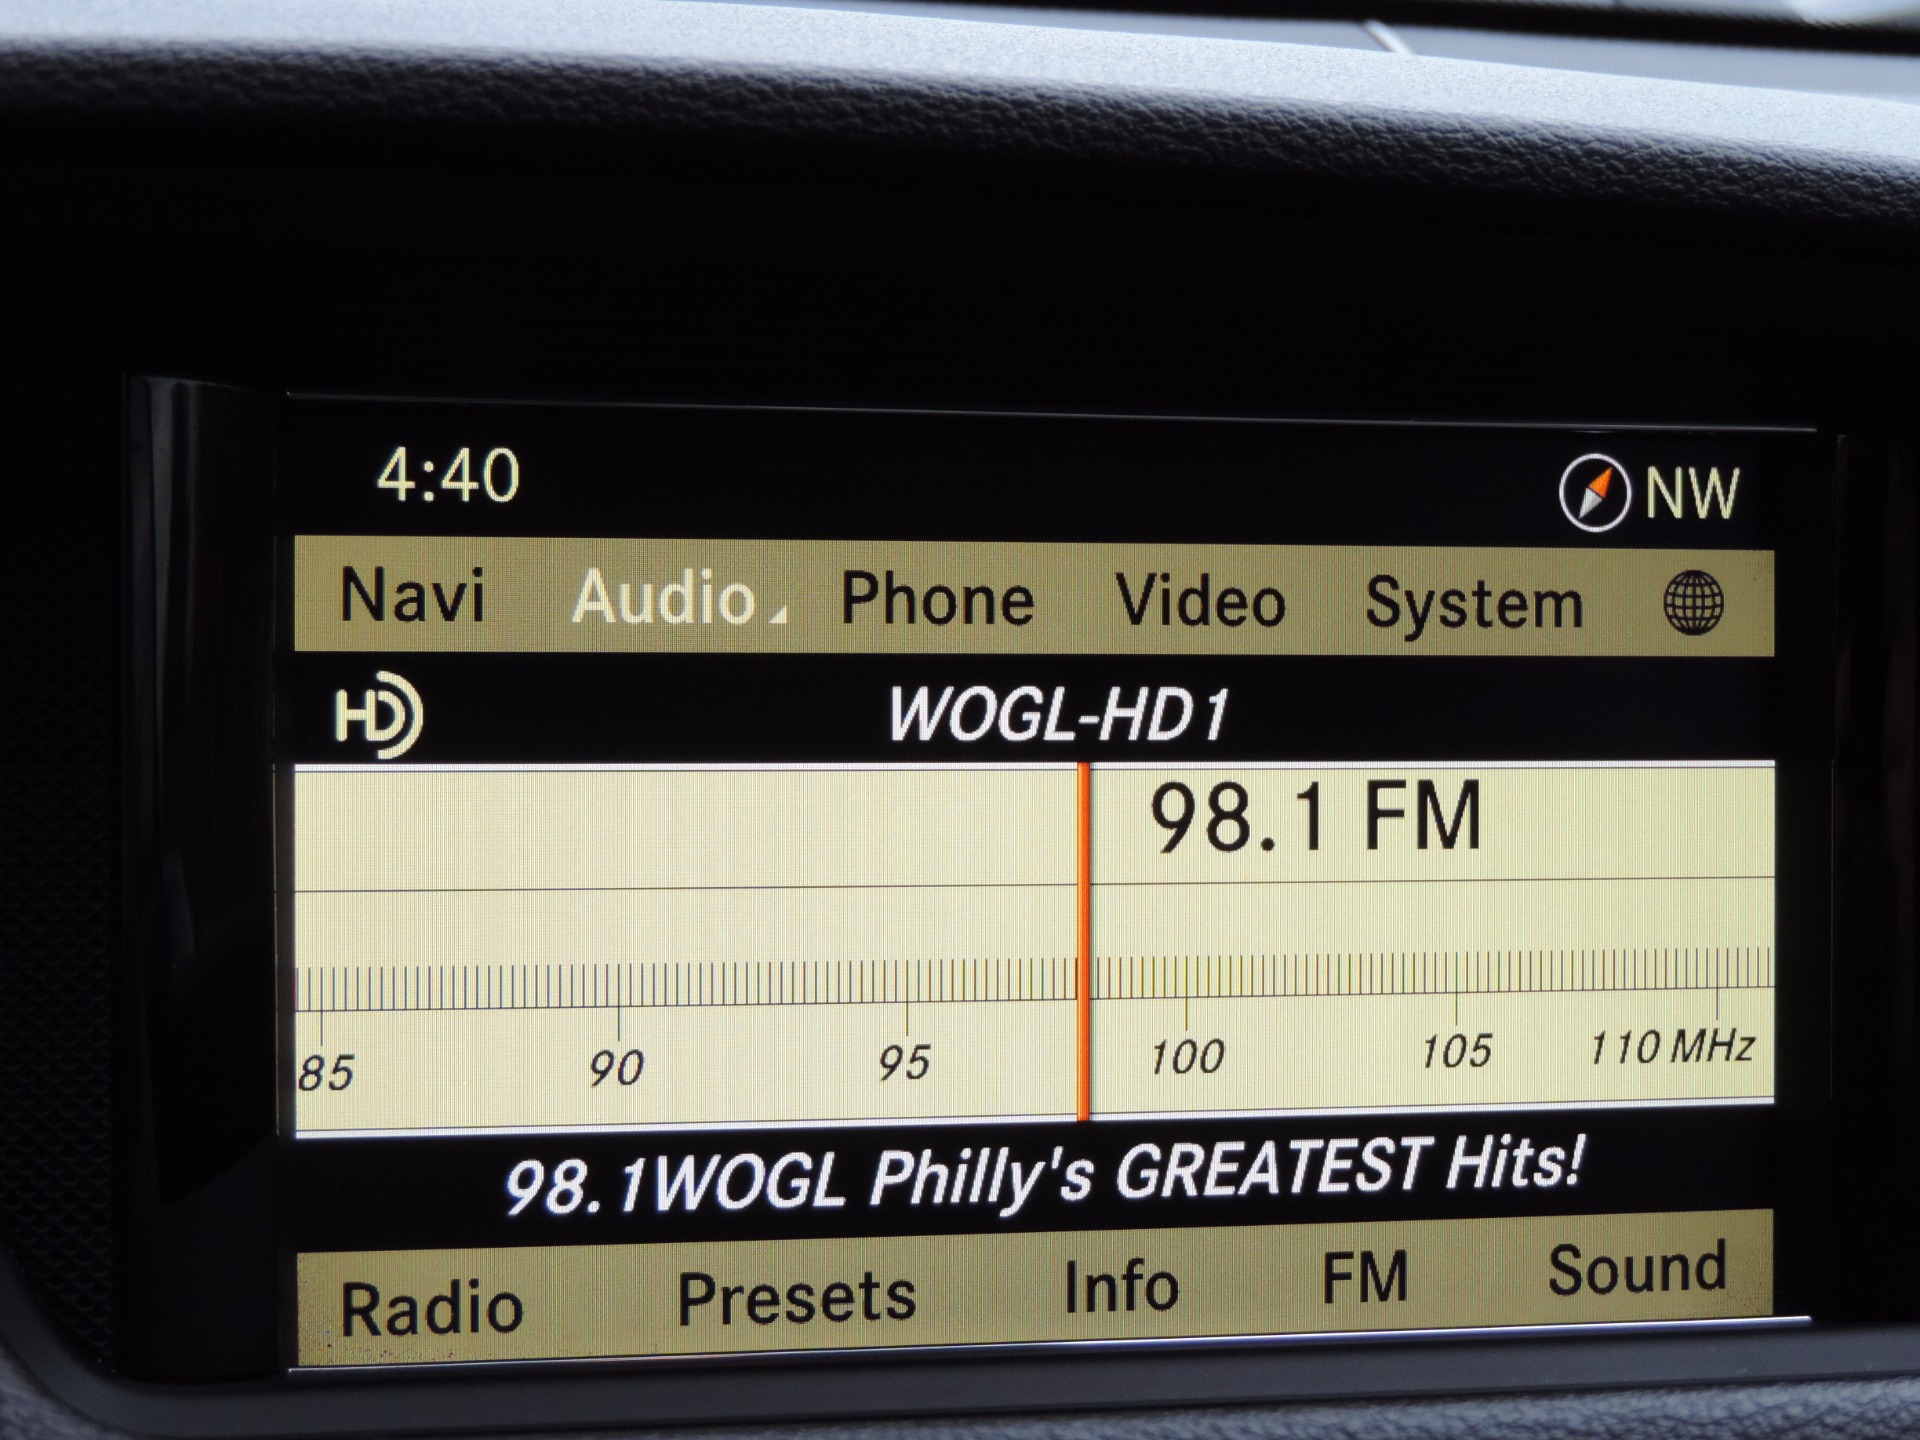 4:40 NW
Navi Audio Phone Video System
HD WOGL-HD1
98.1 FM
85 90 95 100 105 110 MHz
98.1WOGL Philly's GREATEST Hits!
Radio Presets Info FM Sound